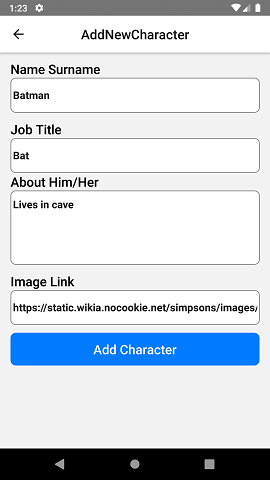 1:23
AddNewCharacter
Name Surname
Batman
Job Title
Bat
About Him/Her
Lives in cave
Image Link
https://static.wikia.nocookie.net/simpsons/images/
Add Character